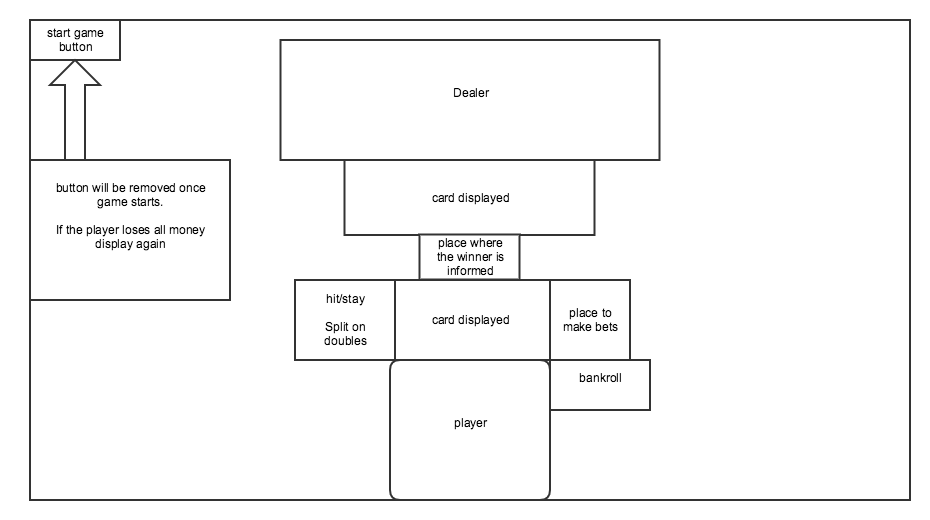 start game
button
Dealer
button will be removed once
game starts.
If the player loses all money
display again
card displayed
place where
the winner is
informed
hit/stay
Split on
doubles
card displayed
place to
make bets
bankroll
player